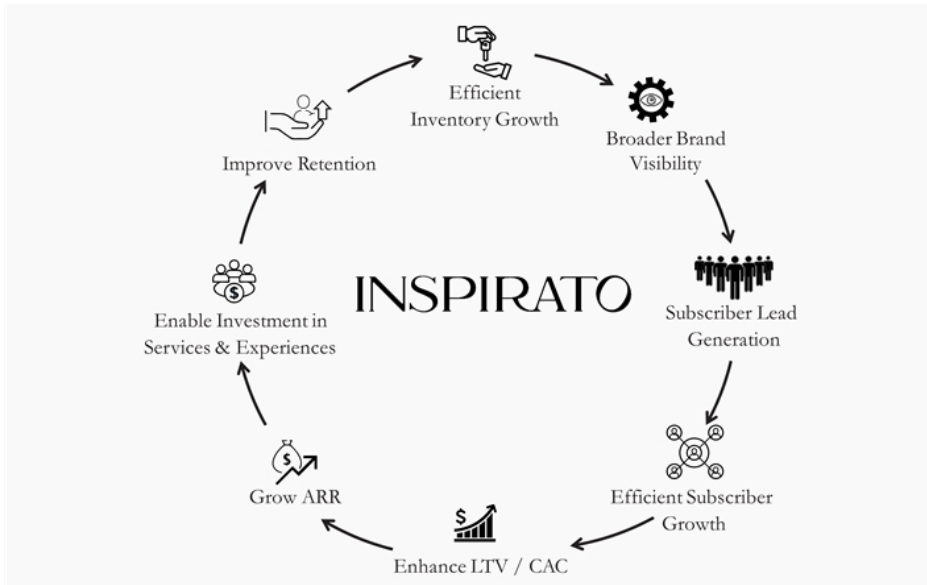 Efficient
Inventory Growth
Broader Brand
Visibility
Subscriber Lead
Generation
Efficient Subscriber
Growth
$
Enhance LTV / CAC
$
Grow ARR
$
Enable Investment in
Services & Experiences
Improve Retention
INSPIRATO